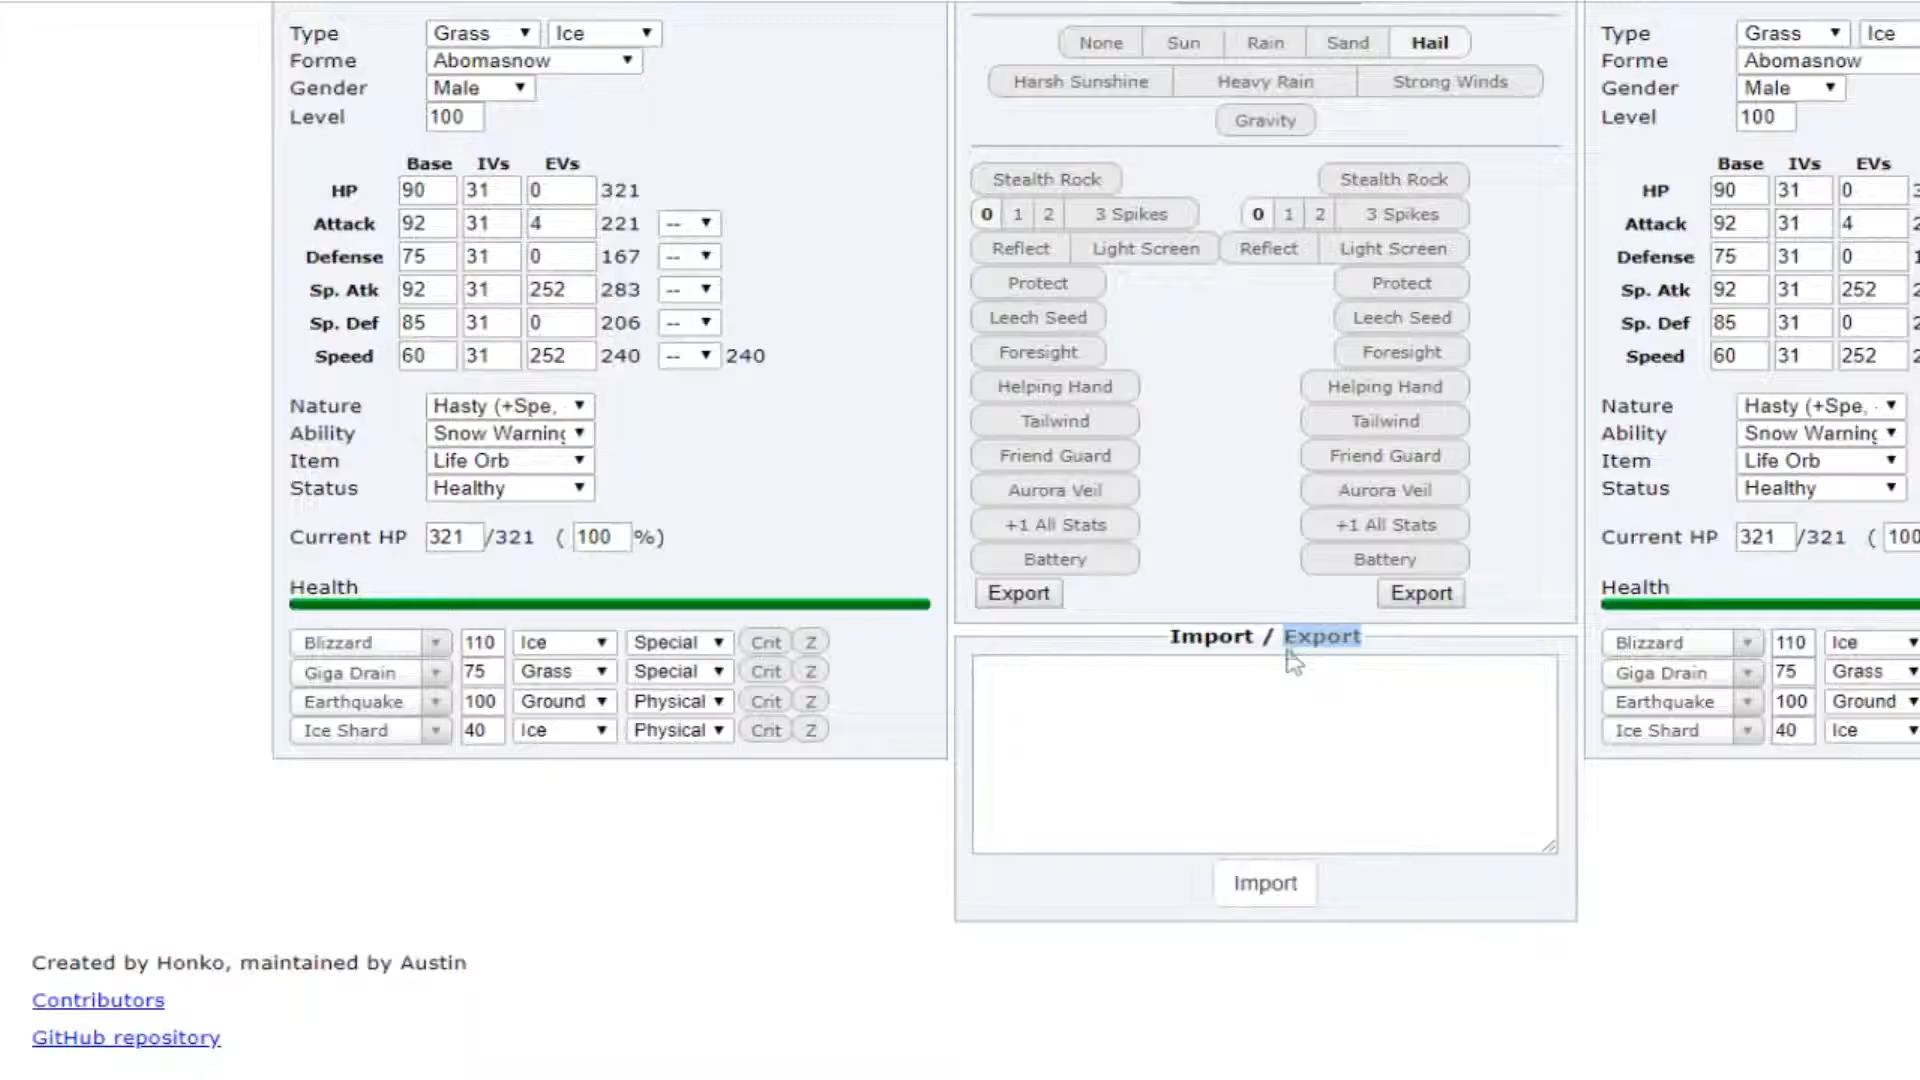 Type Grass Ice
Forme Abomasnow
Gender Male
Level 100
Base IVs EVs
HP 90 31 0 321
Attack 92 31 4 221 --
Defense 75 31 0 167 --
Sp. Atk 92 31 252 283 --
Sp. Def 85 31 0 206 --
Speed 60 31 252 240 -- 240
Nature Hasty (+Spe,
Ability Snow Warning
Item Life Orb
Status Healthy
Current HP 321 /321 ( 100 %)
Health
Blizzard 110 Ice Special Crit Z
Giga Drain 75 Grass Special Crit Z
Earthquake 100 Ground Physical Crit Z
Ice Shard 40 Ice Physical Crit Z
None Sun Rain Sand Hail
Harsh Sunshine Heavy Rain Strong Winds
Gravity
Stealth Rock Stealth Rock
0 1 2 3 Spikes 0 1 2 3 Spikes
Reflect Light Screen Reflect Light Screen
Protect Protect
Leech Seed Leech Seed
Foresight Foresight
Helping Hand Helping Hand
Tailwind Tailwind
Friend Guard Friend Guard
Aurora Veil Aurora Veil
+1 All Stats +1 All Stats
Battery Battery
Export Export
Import / Export
Import
Type Grass Ice
Forme Abomasnow
Gender Male
Level 100
Base IVs EVs
HP 90 31 0
Attack 92 31 4
Defense 75 31 0
Sp. Atk 92 31 252
Sp. Def 85 31 0
Speed 60 31 252
Nature Hasty (+Spe,
Ability Snow Warning
Item Life Orb
Status Healthy
Current HP 321 /321 ( 100
Health
Blizzard 110 Ice
Giga Drain 75 Grass
Earthquake 100 Ground
Ice Shard 40 Ice
Created by Honko, maintained by Austin
Contributors
GitHub repository